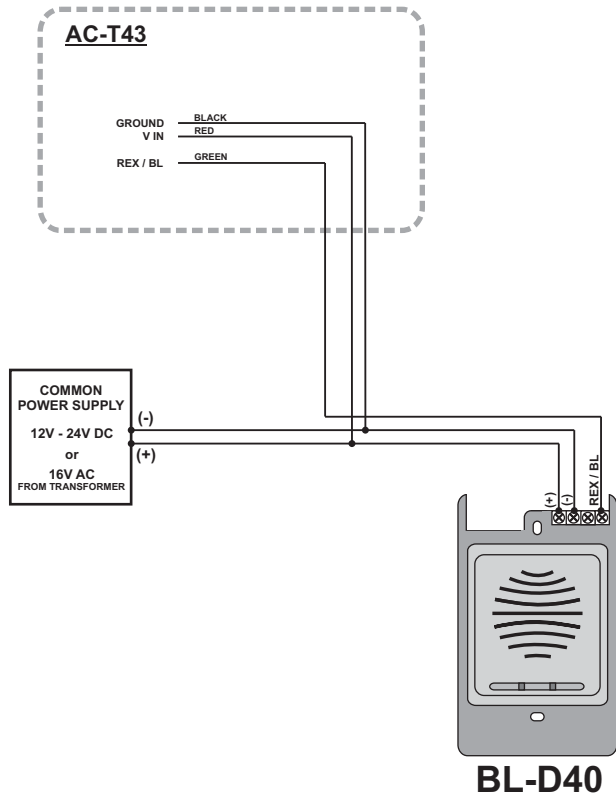 AC-T43
GROUND
BLACK
V IN
RED
REX / BL
GREEN
COMMON
POWER SUPPLY
12V - 24V DC
or
16V AC
FROM TRANSFORMER
(-)
(+)
(+)
(-)
REX / BL
BL-D40